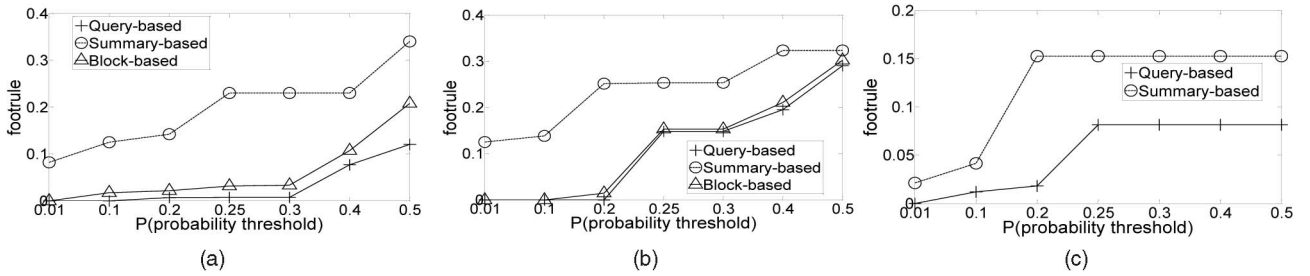 0.4
0.3
0.2
0.1
0
footrule
Query-based
Summary-based
Block-based
0.01 0.1 0.2 0.25 0.3 0.4 0.5
P(probability threshold)
(a)
0.4
0.3
0.2
0.1
0
footrule
Query-based
Summary-based
Block-based
0.01 0.1 0.2 0.25 0.3 0.4 0.5
P(probability threshold)
(b)
0.2
0.15
0.1
0.05
0
footrule
Query-based
Summary-based
0.01 0.1 0.2 0.25 0.3 0.4 0.5
P(probability threshold)
(c)